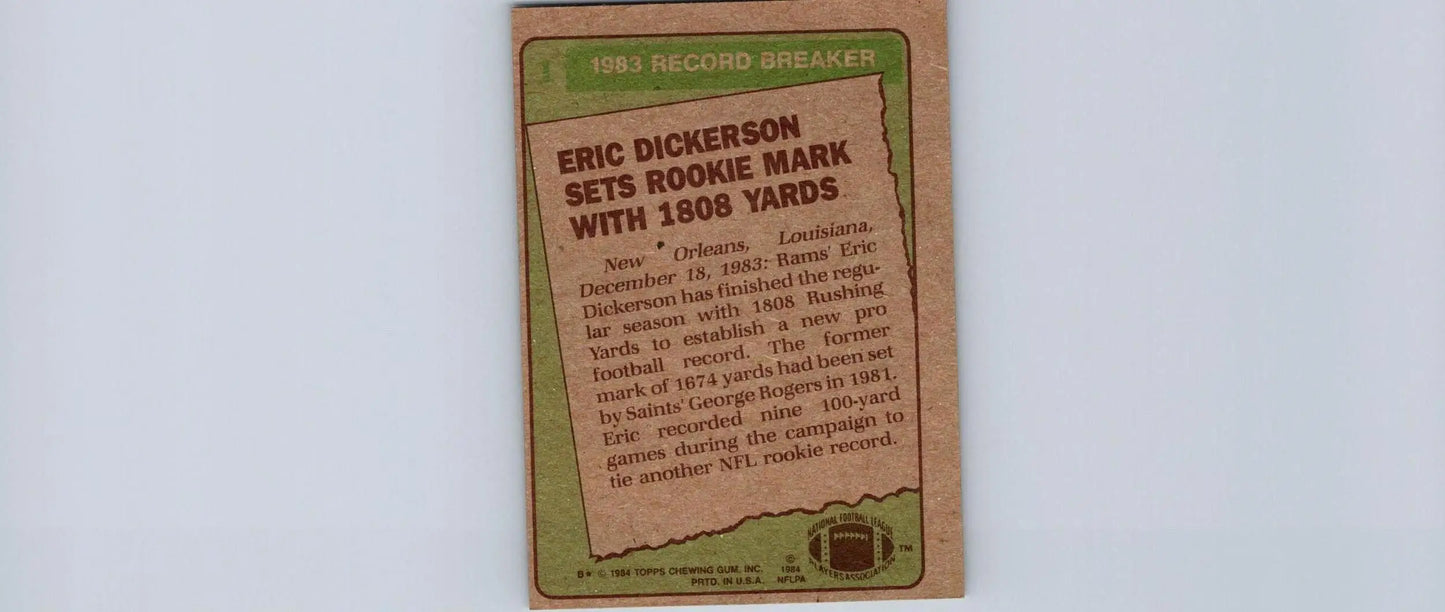 1
1983 RECORD BREAKER
ERIC DICKERSON
SETS ROOKIE MARK
WITH 1808 YARDS
New Orleans, Louisiana,
December 18, 1983: Rams' Eric
Dickerson has finished the regu-
lar season with 1808 Rushing
Yards to establish a new pro
football record. The former
mark of 1674 yards had been set
by Saints' George Rogers in 1981.
Eric recorded nine 100-yard
games during the campaign to
tie another NFL rookie record.
NATIONAL FOOTBALL LEAGUE
PLAYERS ASSOCIATION
TM
B* © 1984 TOPPS CHEWING GUM, INC.
PRTD. IN U.S.A.
©
1984
NFLPA